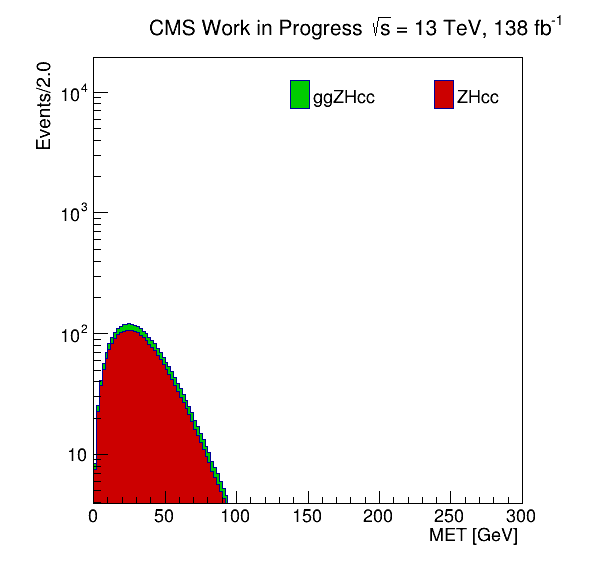 CMS Work in Progress √s = 13 TeV, 138 fb⁻¹
Events/2.0
ggZHcc ZHcc
10⁴
10³
10²
10
0 50 100 150 200 250 300
MET [GeV]